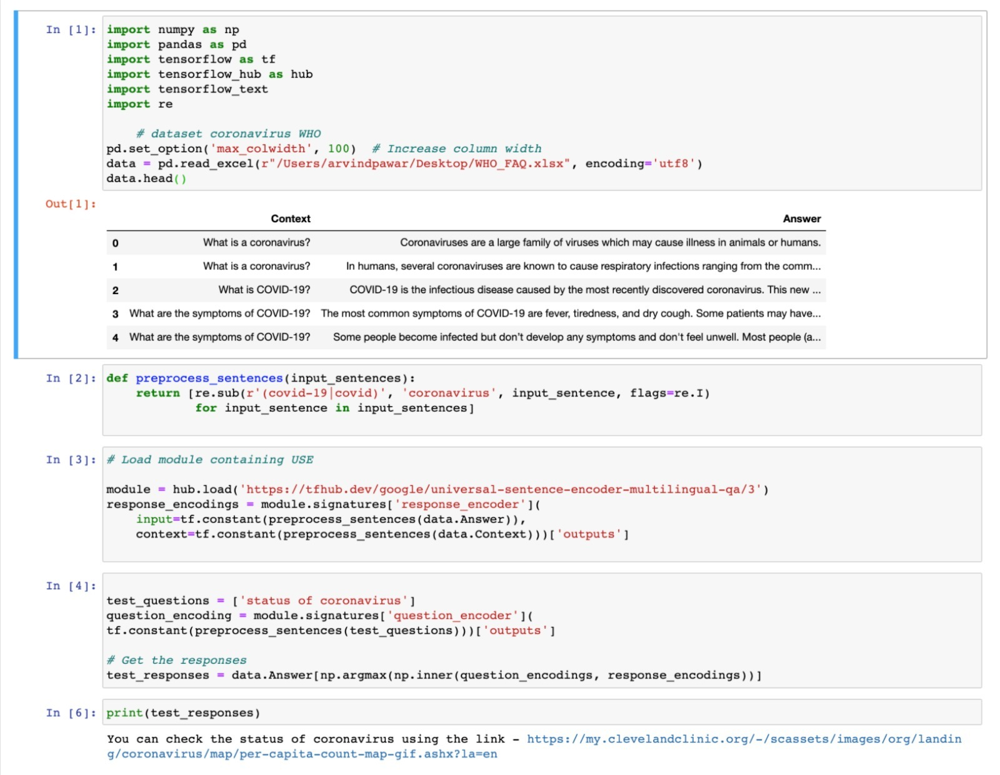 In [1]: import numpy as np
import pandas as pd
import tensorflow as tf
import tensorflow_hub as hub
import tensorflow_text
import re
# dataset coronavirus WHO
pd.set_option('max_colwidth', 100)  # Increase column width
data = pd.read_excel(r"/Users/arvindpawar/Desktop/WHO_FAQ.xlsx", encoding='utf8')
data.head()
Out[1]:
Context Answer
0 What is a coronavirus? Coronaviruses are a large family of viruses which may cause illness in animals or humans.
1 What is a coronavirus? In humans, several coronaviruses are known to cause respiratory infections ranging from the comm...
2 What is COVID-19? COVID-19 is the infectious disease caused by the most recently discovered coronavirus. This new ...
3 What are the symptoms of COVID-19? The most common symptoms of COVID-19 are fever, tiredness, and dry cough. Some patients may have...
4 What are the symptoms of COVID-19? Some people become infected but don’t develop any symptoms and don't feel unwell. Most people (a...
In [2]: def preprocess_sentences(input_sentences):
return [re.sub(r'(covid-19|covid)', 'coronavirus', input_sentence, flags=re.I)
for input_sentence in input_sentences]
In [3]: # Load module containing USE
module = hub.load('https://tfhub.dev/google/universal-sentence-encoder-multilingual-qa/3')
response_encodings = module.signatures['response_encoder'](
input=tf.constant(preprocess_sentences(data.Answer)),
context=tf.constant(preprocess_sentences(data.Context)))['outputs']
In [4]:
test_questions = ['status of coronavirus']
question_encoding = module.signatures['question_encoder'](
tf.constant(preprocess_sentences(test_questions)))['outputs']
# Get the responses
test_responses = data.Answer[np.argmax(np.inner(question_encodings, response_encodings))]
In [6]: print(test_responses)
You can check the status of coronavirus using the link - https://my.clevelandclinic.org/-/scassets/images/org/landin
g/coronavirus/map/per-capita-count-map-gif.ashx?la=en